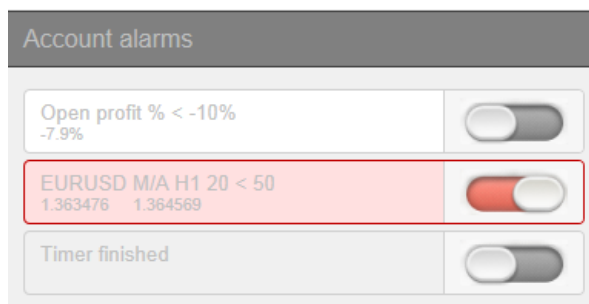 Account alarms
Open profit % < -10%
-7.9%
EURUSD M/A H1 20 < 50
1.363476 1.364569
Timer finished